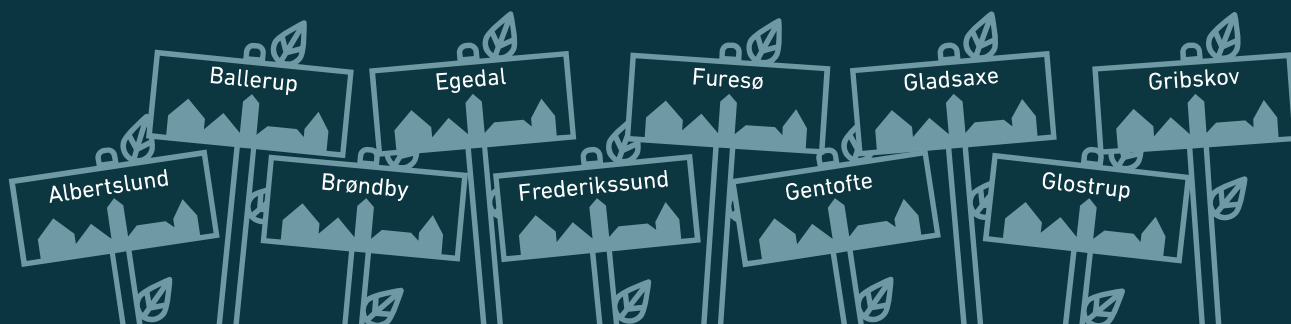 Ballerup
Egedal
Furesø
Gladsaxe
Gribskov
Albertslund
Brøndby
Frederikssund
Gentofte
Glostrup